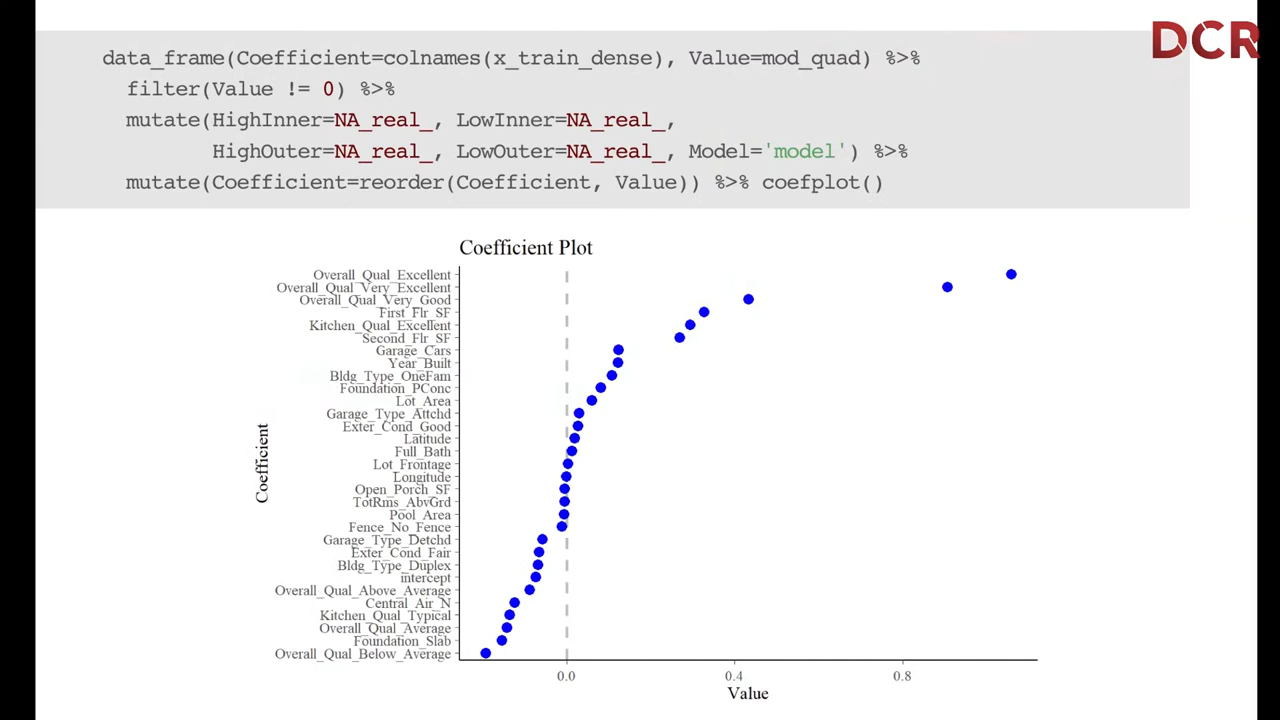 DCR
data_frame(Coefficient=colnames(x_train_dense), Value=mod_quad) %>%
filter(Value != 0) %>%
mutate(HighInner=NA_real_, LowInner=NA_real_,
HighOuter=NA_real_, LowOuter=NA_real_, Model='model') %>%
mutate(Coefficient=reorder(Coefficient, Value)) %>% coefplot()
Coefficient Plot
Overall_Qual_Excellent
Overall_Qual_Very_Excellent
Overall_Qual_Very_Good
First_Flr_SF
Kitchen_Qual_Excellent
Second_Flr_SF
Garage_Cars
Year_Built
Bldg_Type_OneFam
Foundation_PConc
Lot_Area
Garage_Type_Attchd
Exter_Cond_Good
Latitude
Full_Bath
Lot_Frontage
Longitude
Open_Porch_SF
TotRms_AbvGrd
Pool_Area
Fence_No_Fence
Garage_Type_Detchd
Exter_Cond_Fair
Bldg_Type_Duplex
intercept
Overall_Qual_Above_Average
Central_Air_N
Kitchen_Qual_Typical
Overall_Qual_Average
Foundation_Slab
Overall_Qual_Below_Average
Coefficient
0.0 0.4 0.8
Value